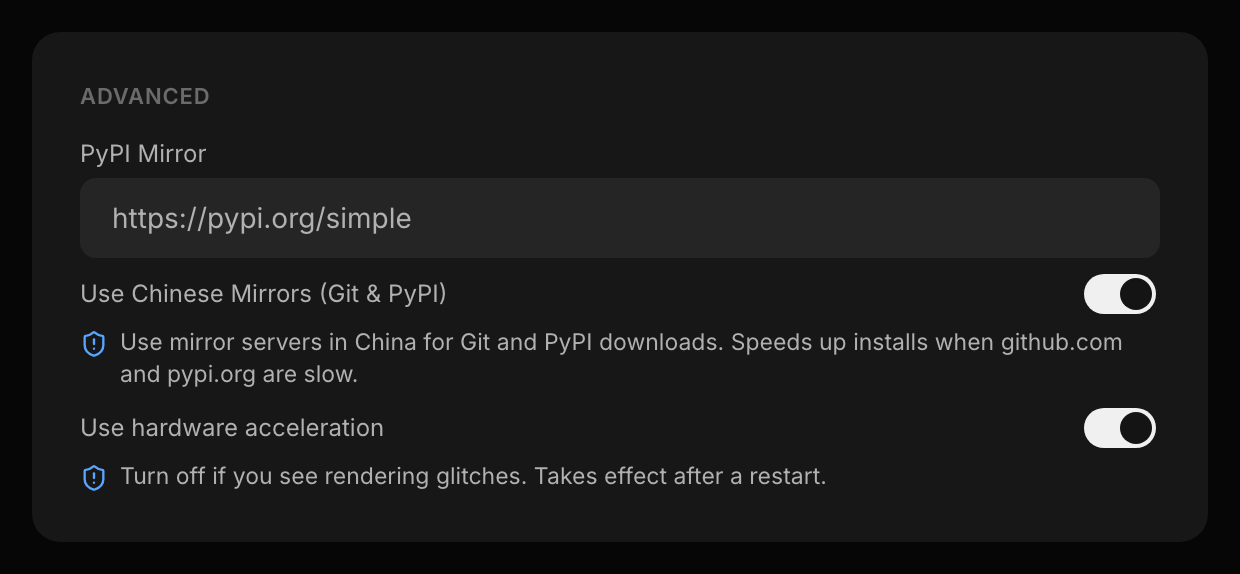 ADVANCED
PyPI Mirror
https://pypi.org/simple
Use Chinese Mirrors (Git & PyPI)
Use mirror servers in China for Git and PyPI downloads. Speeds up installs when github.com
and pypi.org are slow.
Use hardware acceleration
Turn off if you see rendering glitches. Takes effect after a restart.